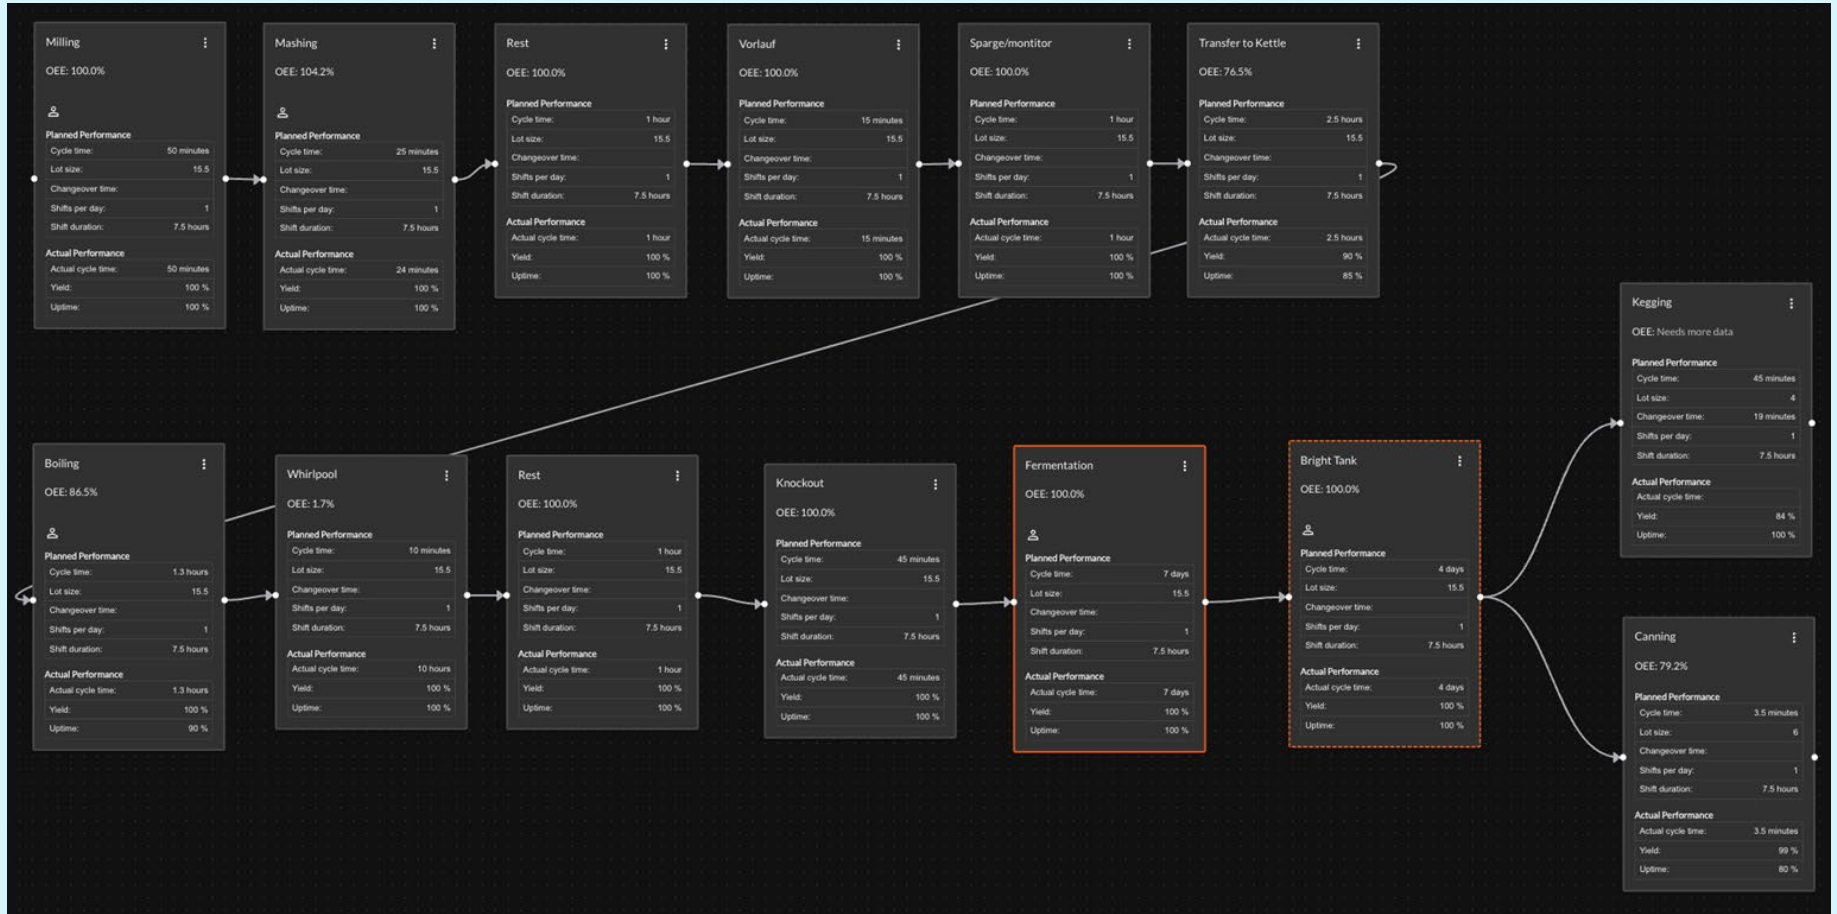 Milling
OEE: 100.0%
Planned Performance
Cycle time: 50 minutes
Lot size: 15.5
Changeover time:
Shifts per day: 1
Shift duration: 7.5 hours
Actual Performance
Actual cycle time: 50 minutes
Yield: 100 %
Uptime: 100 %
Mashing
OEE: 104.2%
Planned Performance
Cycle time: 25 minutes
Lot size: 15.5
Changeover time:
Shifts per day: 1
Shift duration: 7.5 hours
Actual Performance
Actual cycle time: 24 minutes
Yield: 100 %
Uptime: 100 %
Rest
OEE: 100.0%
Planned Performance
Cycle time: 1 hour
Lot size: 15.5
Changeover time:
Shifts per day: 1
Shift duration: 7.5 hours
Actual Performance
Actual cycle time: 1 hour
Yield: 100 %
Uptime: 100 %
Vorlauf
OEE: 100.0%
Planned Performance
Cycle time: 15 minutes
Lot size: 15.5
Changeover time:
Shifts per day: 1
Shift duration: 7.5 hours
Actual Performance
Actual cycle time: 15 minutes
Yield: 100 %
Uptime: 100 %
Sparge/montitor
OEE: 100.0%
Planned Performance
Cycle time: 1 hour
Lot size: 15.5
Changeover time:
Shifts per day: 1
Shift duration: 7.5 hours
Actual Performance
Actual cycle time: 1 hour
Yield: 100 %
Uptime: 100 %
Transfer to Kettle
OEE: 76.5%
Planned Performance
Cycle time: 2.5 hours
Lot size: 15.5
Changeover time:
Shifts per day: 1
Shift duration: 7.5 hours
Actual Performance
Actual cycle time: 2.5 hours
Yield: 90 %
Uptime: 85 %
Boiling
OEE: 86.5%
Planned Performance
Cycle time: 1.3 hours
Lot size: 15.5
Changeover time:
Shifts per day: 1
Shift duration: 7.5 hours
Actual Performance
Actual cycle time: 1.3 hours
Yield: 100 %
Uptime: 90 %
Whirlpool
OEE: 1.7%
Planned Performance
Cycle time: 10 minutes
Lot size: 15.5
Changeover time:
Shifts per day: 1
Shift duration: 7.5 hours
Actual Performance
Actual cycle time: 10 hours
Yield: 100 %
Uptime: 100 %
Rest
OEE: 100.0%
Planned Performance
Cycle time: 1 hour
Lot size: 15.5
Changeover time:
Shifts per day: 1
Shift duration: 7.5 hours
Actual Performance
Actual cycle time: 1 hour
Yield: 100 %
Uptime: 100 %
Knockout
OEE: 100.0%
Planned Performance
Cycle time: 45 minutes
Lot size: 15.5
Changeover time:
Shifts per day: 1
Shift duration: 7.5 hours
Actual Performance
Actual cycle time: 45 minutes
Yield: 100 %
Uptime: 100 %
Fermentation
OEE: 100.0%
Planned Performance
Cycle time: 7 days
Lot size: 15.5
Changeover time:
Shifts per day: 1
Shift duration: 7.5 hours
Actual Performance
Actual cycle time: 7 days
Yield: 100 %
Uptime: 100 %
Bright Tank
OEE: 100.0%
Planned Performance
Cycle time: 4 days
Lot size: 15.5
Changeover time:
Shifts per day: 1
Shift duration: 7.5 hours
Actual Performance
Actual cycle time: 4 days
Yield: 100 %
Uptime: 100 %
Kegging
OEE: Needs more data
Planned Performance
Cycle time: 45 minutes
Lot size: 4
Changeover time: 19 minutes
Shifts per day: 1
Shift duration: 7.5 hours
Actual Performance
Actual cycle time:
Yield: 84 %
Uptime: 100 %
Canning
OEE: 79.2%
Planned Performance
Cycle time: 3.5 minutes
Lot size: 6
Changeover time:
Shifts per day: 1
Shift duration: 7.5 hours
Actual Performance
Actual cycle time: 3.5 minutes
Yield: 99 %
Uptime: 80 %